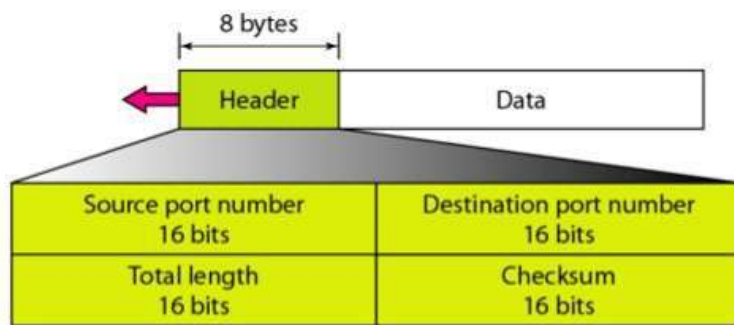 8 bytes
Header
Data
Source port number
16 bits
Destination port number
16 bits
Total length
16 bits
Checksum
16 bits